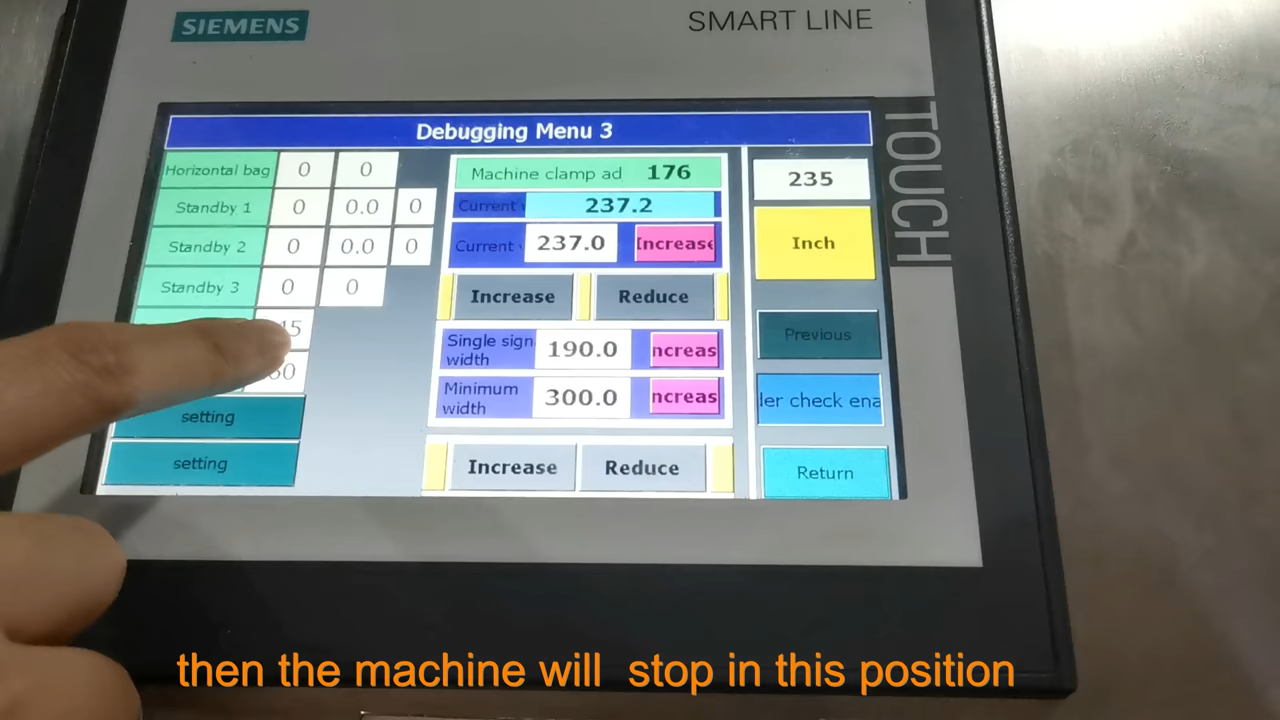 SIEMENS
SMART LINE
TOUCH
Debugging Menu 3
Horizontal bag 0 0
Standby 1 0 0.0 0
Standby 2 0 0.0 0
Standby 3 0 0
setting
setting
Machine clamp ad 176
Current 237.2
Current 237.0 Increase
Increase Reduce
Single sign
width 190.0 ncreas
Minimum
width 300.0 ncreas
Increase Reduce
235
Inch
Previous
ler check ena
Return
then the machine will stop in this position